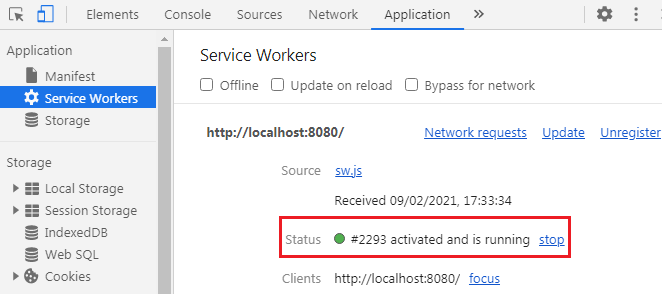 Elements Console Sources Network Application
Application
Manifest
Service Workers
Storage
Storage
Local Storage
Session Storage
IndexedDB
Web SQL
Cookies
Service Workers
Offline Update on reload Bypass for network
http://localhost:8080/ Network requests Update Unregister
Source sw.js
Received 09/02/2021, 17:33:34
Status #2293 activated and is running stop
Clients http://localhost:8080/ focus